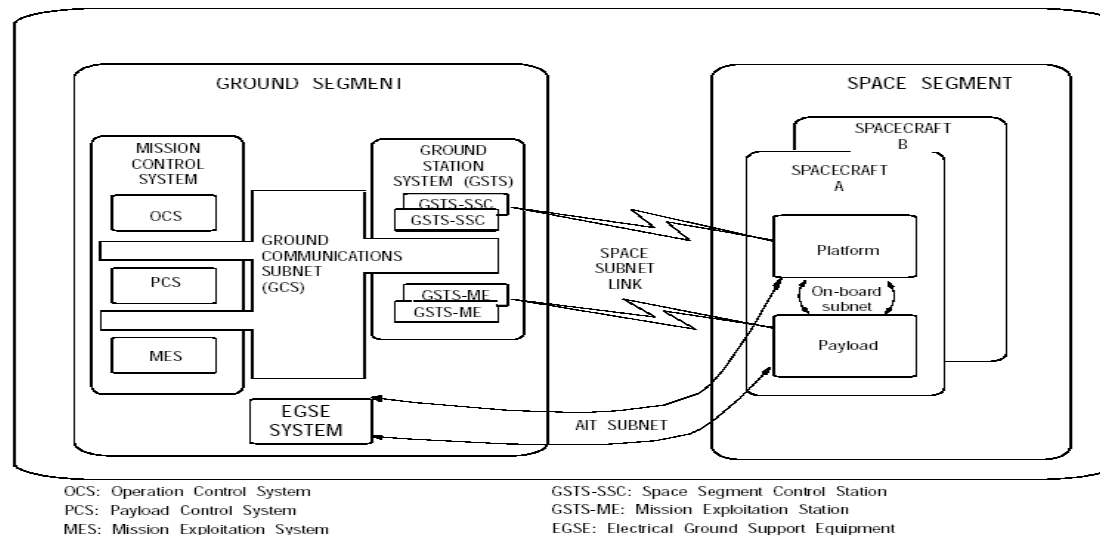 GROUND SEGMENT
SPACE SEGMENT
MISSION
CONTROL
SYSTEM
OCS
PCS
MES
GROUND
COMMUNICATIONS
SUBNET
(GCS)
GROUND
STATION
SYSTEM (GSTS)
GSTS-SSC
GSTS-SSC
GSTS-ME
GSTS-ME
EGSE
SYSTEM
SPACE
SUBNET
LINK
AIT SUBNET
SPACECRAFT
B
SPACECRAFT
A
Platform
On-board
subnet
Payload
OCS: Operation Control System
PCS: Payload Control System
MES: Mission Exploitation System
GSTS-SSC: Space Segment Control Station
GSTS-ME: Mission Exploitation Station
EGSE: Electrical Ground Support Equipment